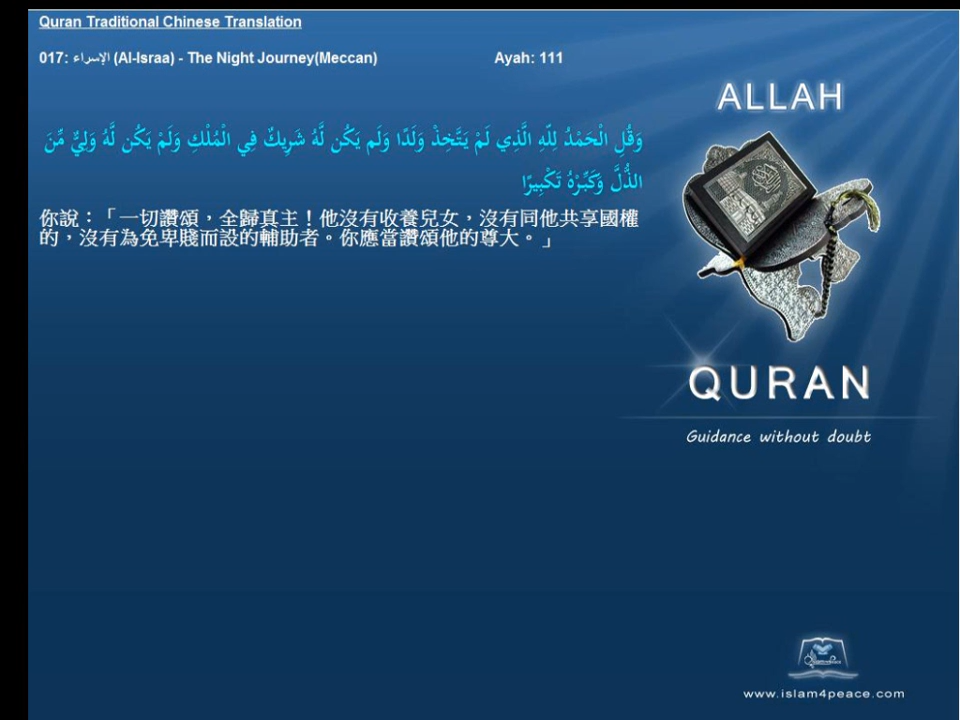 Quran Traditional Chinese Translation
017: الإسراء (Al-Israa) - The Night Journey(Meccan) Ayah: 111
وَقُلِ الْحَمْدُ لِلّهِ الَّذِي لَمْ يَتَّخِذْ وَلَدًا وَلَم يَكُن لَّهُ شَرِيكٌ فِي الْمُلْكِ وَلَمْ يَكُن لَّهُ وَلِيٌّ مِّنَ
الذُّلَّ وَكَبِّرْهُ تَكْبِيرًا
你說：「一切讚頌，全歸真主！他沒有收養兒女，沒有同他共享國權
的，沒有為免卑賤而設的輔助者。你應當讚頌他的尊大。」
ALLAH
QURAN
Guidance without doubt
www.islam4peace.com